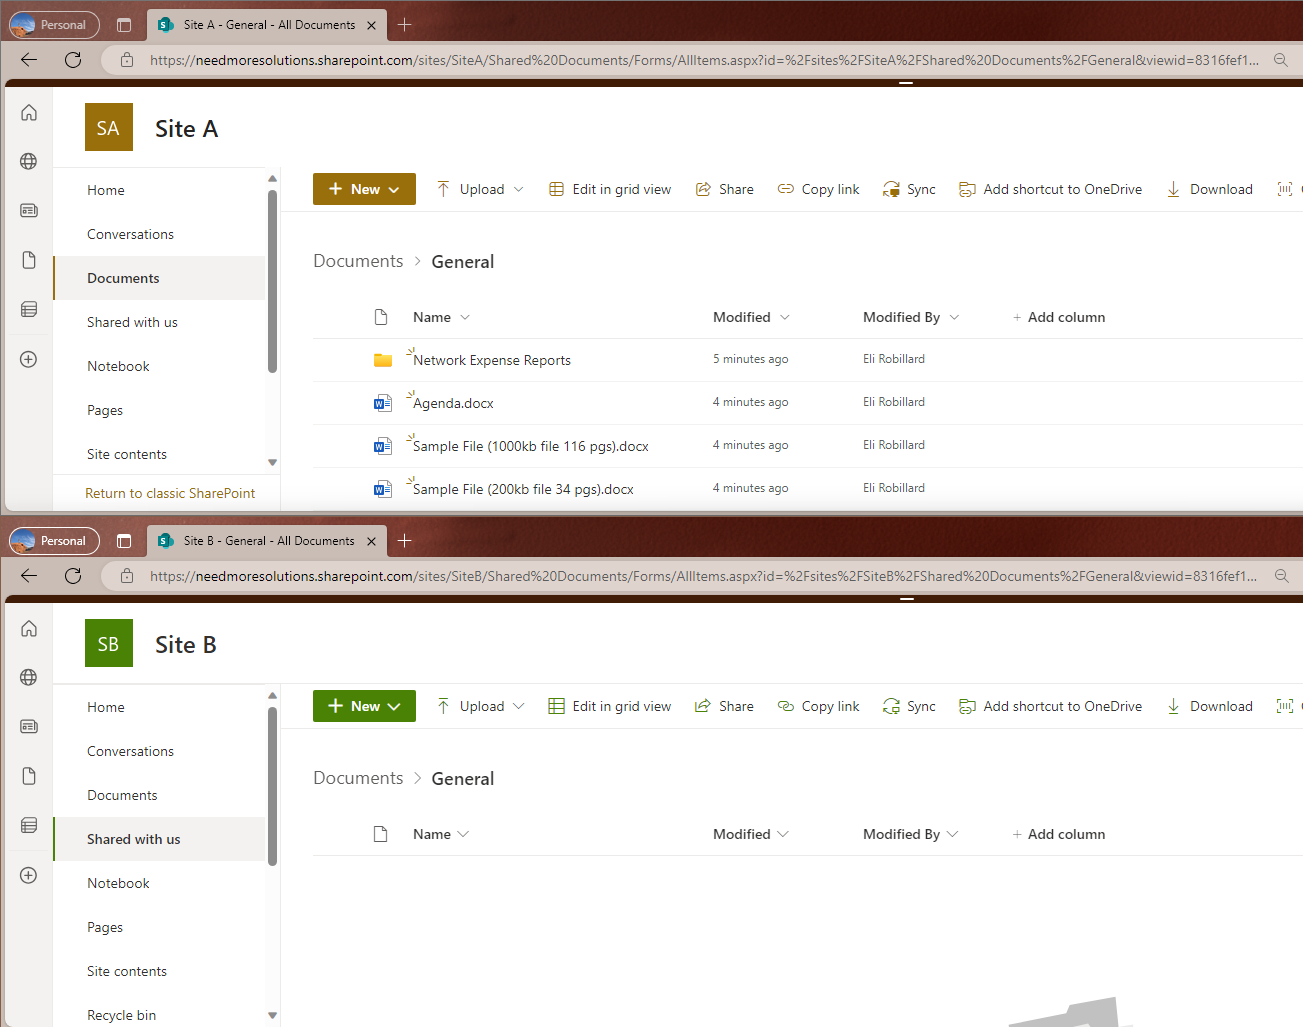 Personal
Site A - General - All Documents
https://needmoresolutions.sharepoint.com/sites/SiteA/Shared%20Documents/Forms/AllItems.aspx?id=%2Fsites%2FSiteA%2FShared%20Documents%2FGeneral&viewid=8316fef1...
SA
Site A
Home
Conversations
Documents
Shared with us
Notebook
Pages
Site contents
Return to classic SharePoint
New
Upload
Edit in grid view
Share
Copy link
Sync
Add shortcut to OneDrive
Download
Documents > General
Name
Modified
Modified By
+ Add column
Network Expense Reports
5 minutes ago
Eli Robillard
Agenda.docx
4 minutes ago
Eli Robillard
Sample File (1000kb file 116 pgs).docx
4 minutes ago
Eli Robillard
Sample File (200kb file 34 pgs).docx
4 minutes ago
Eli Robillard
Personal
Site B - General - All Documents
https://needmoresolutions.sharepoint.com/sites/SiteB/Shared%20Documents/Forms/AllItems.aspx?id=%2Fsites%2FSiteB%2FShared%20Documents%2FGeneral&viewid=8316fef1...
SB
Site B
Home
Conversations
Documents
Shared with us
Notebook
Pages
Site contents
Recycle bin
New
Upload
Edit in grid view
Share
Copy link
Sync
Add shortcut to OneDrive
Download
Documents > General
Name
Modified
Modified By
+ Add column